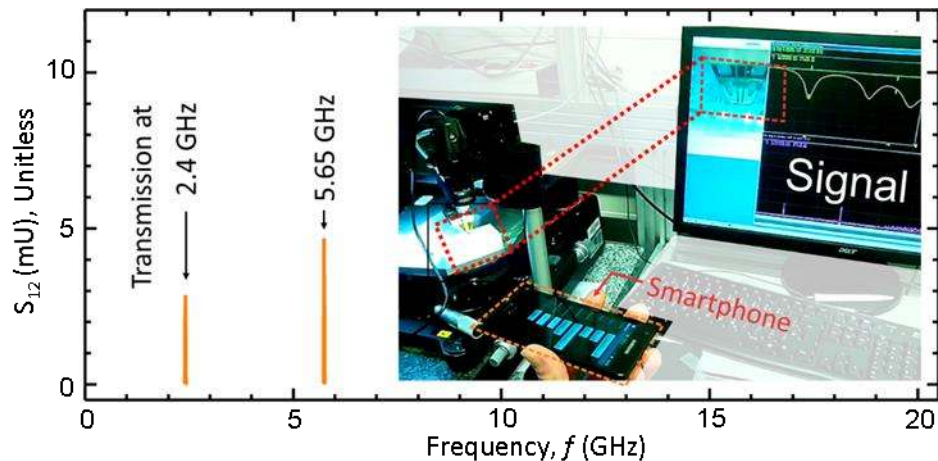 S₁₂ (mU), Unitless
10
5
0
Transmission at
2.4 GHz
5.65 GHz
Signal
Smartphone
acer
0
5
10
15
20
Frequency, f (GHz)